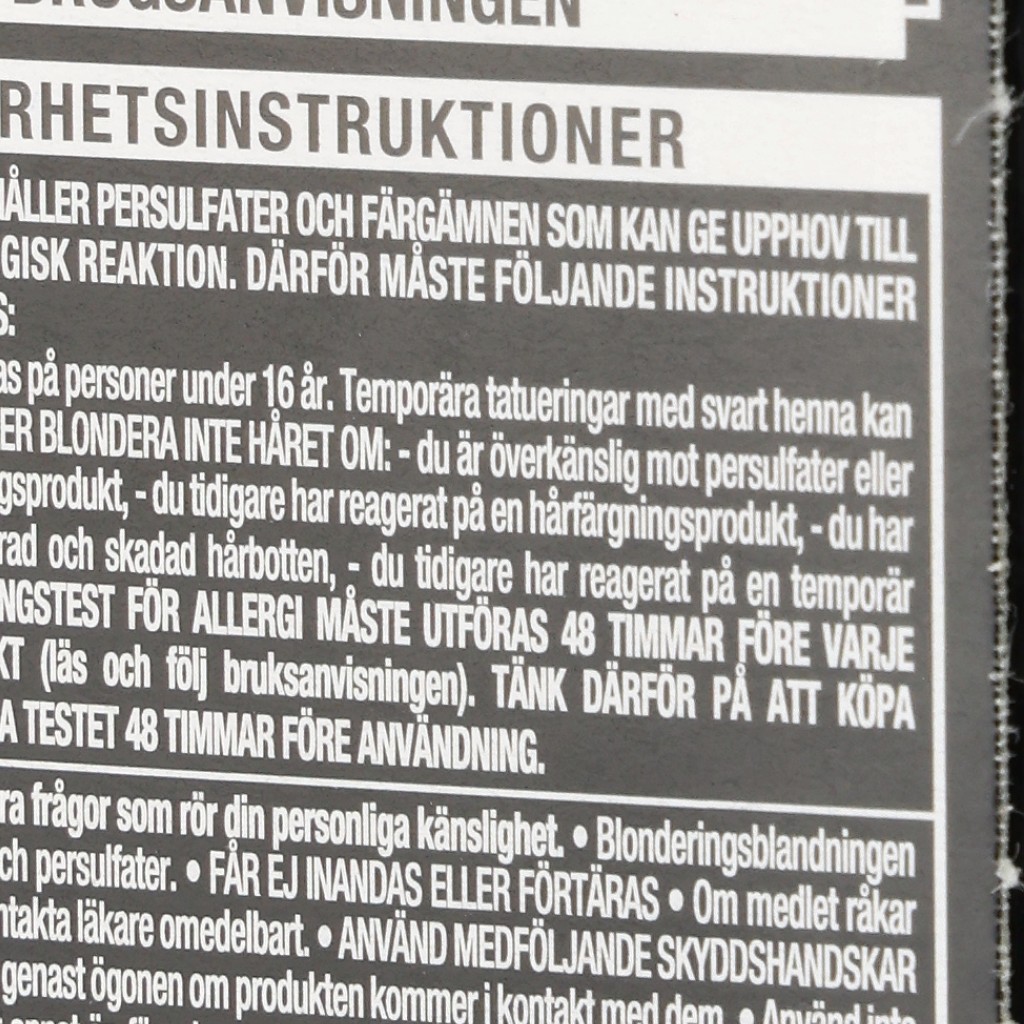 BRUGSANVISNINGEN
RHETSINSTRUKTIONER
HÅLLER PERSULFATER OCH FÄRGÄMNEN SOM KAN GE UPPHOV TILL
GISK REAKTION. DÄRFÖR MÅSTE FÖLJANDE INSTRUKTIONER
S:
as på personer under 16 år. Temporära tatueringar med svart henna kan
ER BLONDERA INTE HÅRET OM: - du är överkänslig mot persulfater eller
gsprodukt, - du tidigare har reagerat på en hårfärgningsprodukt, - du har
rad och skadad hårbotten, - du tidigare har reagerat på en temporär
NGSTEST FÖR ALLERGI MÅSTE UTFÖRAS 48 TIMMAR FÖRE VARJE
KT (läs och följ bruksanvisningen). TÄNK DÄRFÖR PÅ ATT KÖPA
A TESTET 48 TIMMAR FÖRE ANVÄNDNING.
ra frågor som rör din personliga känslighet. • Blonderingsblandningen
ch persulfater. • FÅR EJ INANDAS ELLER FÖRTÄRAS • Om medlet råkar
ntakta läkare omedelbart. • ANVÄND MEDFÖLJANDE SKYDDSHANDSKAR
genast ögonen om produkten kommer i kontakt med dem. • Använd inte